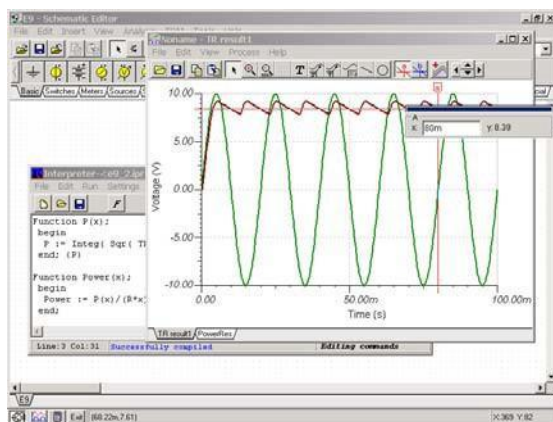 E9 - Schematic Editor
File Edit Insert View
Noname - TR result1
File Edit View Process Help
T
Basic Switches Meters Sources
a
A
X: 80m Y: 8.39
10.00
5.00
0.00
-5.00
-10.00
Voltage (V)
0.00 50.00m 100.00m
Time (s)
TR result1 PowerRes
File Edit Run Settings
F
Function P(x);
begin
P := Integ( Sqr(
end; (P)
Function Power(x);
begin
Power := P(x)/(R*x)
end;
Line:3 Col:31 Successfully compiled Editing commands
E9
Exit (68.22m,7.61) X:369 Y:82